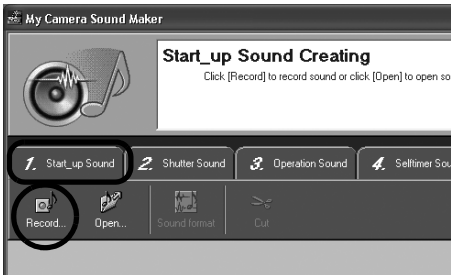 My Camera Sound Maker
Start_up Sound Creating
Click [Record] to record sound or click [Open] to open so
1. Start_up Sound 2. Shutter Sound 3. Operation Sound 4. Selftimer Sou
Record... Open... Sound format Cut